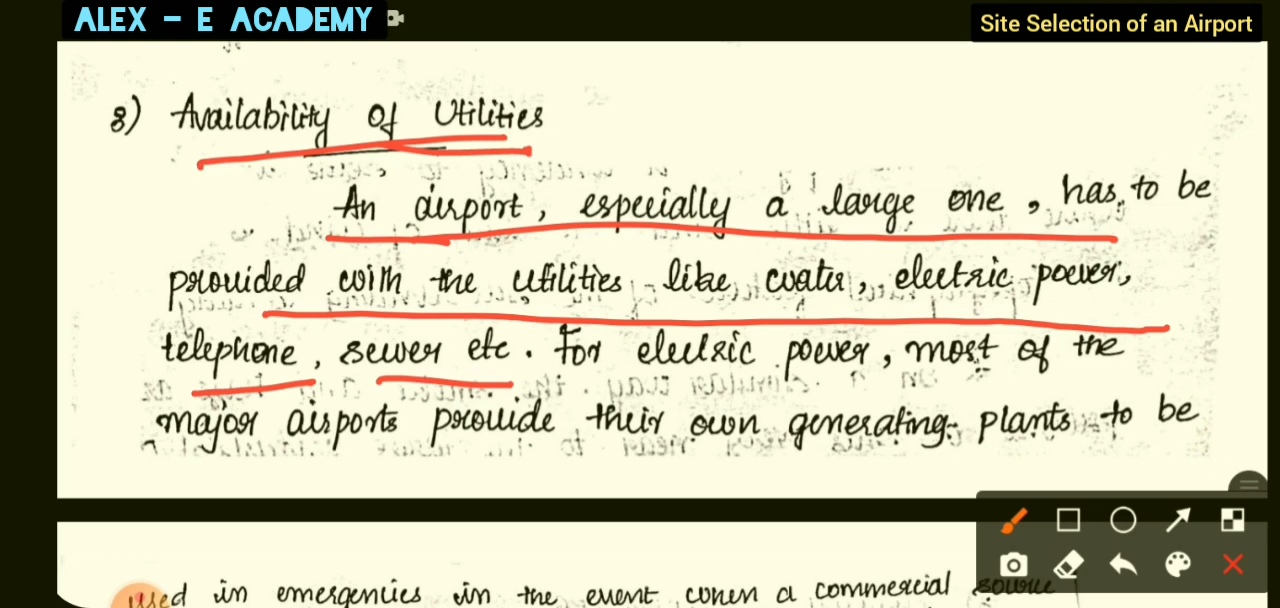 ALEX - E ACADEMY
Site Selection of an Airport
8) Availability of Utilities
An airport, especially a large one, has to be
provided with the utilities like water, electric power,
telephone, sewer etc. For electric power, most of the
major airports provide their own generating plants to be
used in emergencies in the event when a commercial source